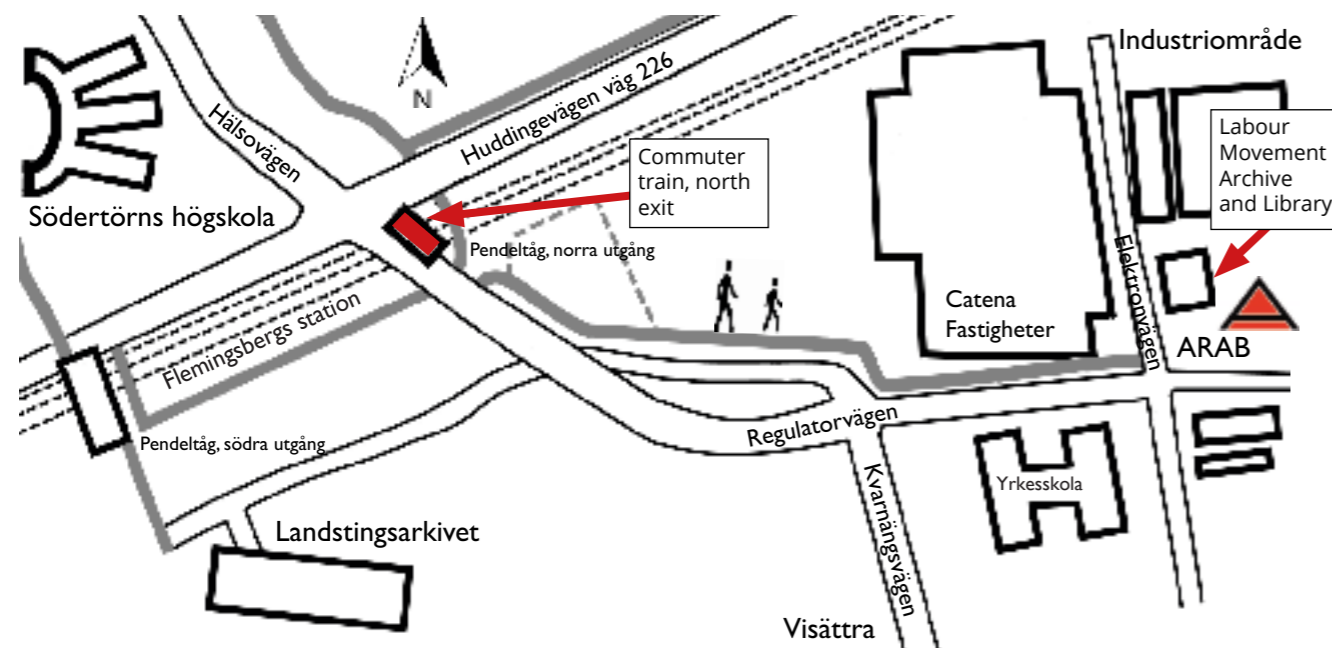 Industriområde
N
Huddingevägen väg 226
Hälsovägen
Labour
Movement
Archive
and Library
Commuter
train, north
exit
Södertörns högskola
Pendeltåg, norra utgång
Elektronvägen
Flemingsbergs station
Catena
Fastigheter
ARAB
Regulatorvägen
Pendeltåg, södra utgång
Yrkesskola
Kvarnängsvägen
Landstingsarkivet
Visättra